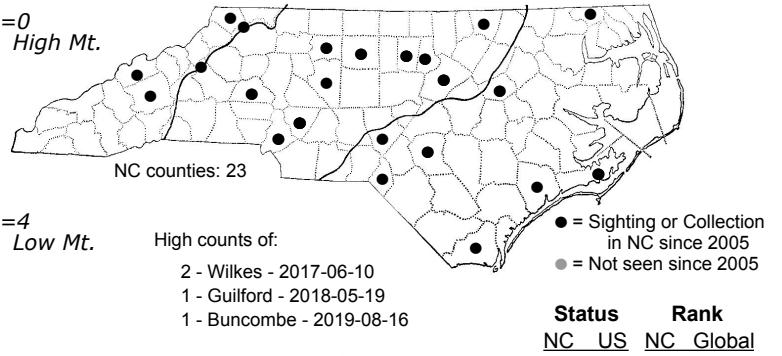 =0
High Mt.
NC counties: 23
=4
Low Mt.
High counts of:
2 - Wilkes - 2017-06-10
1 - Guilford - 2018-05-19
1 - Buncombe - 2019-08-16
= Sighting or Collection
in NC since 2005
= Not seen since 2005
Status Rank
NC US NC Global